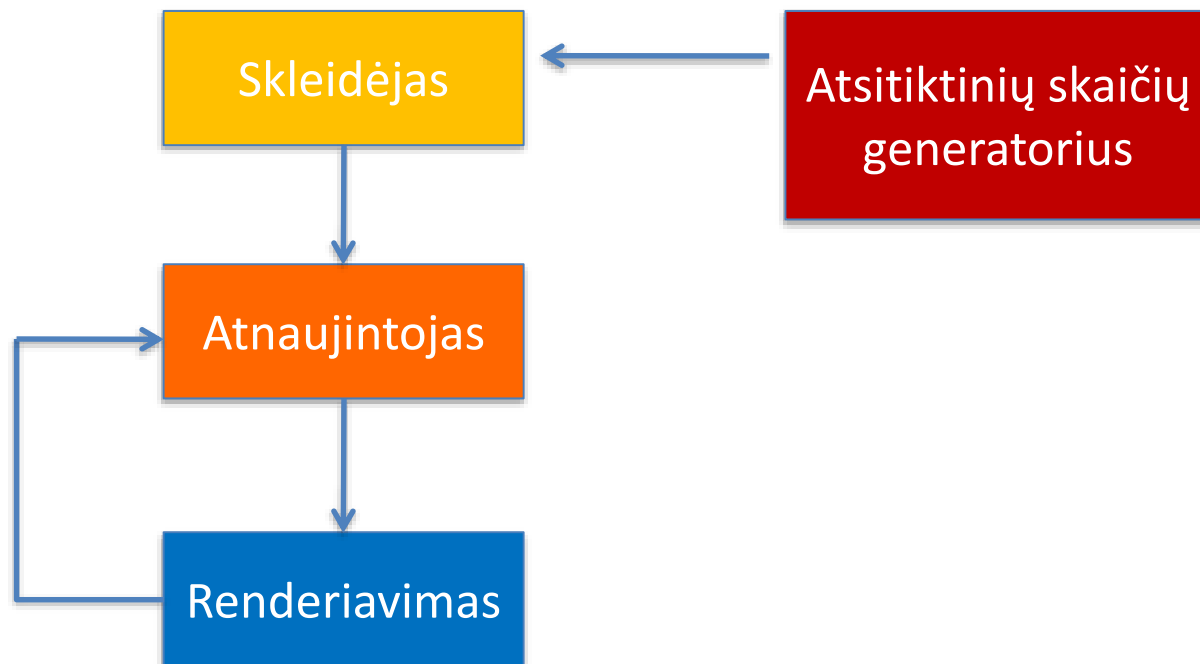 Skleidėjas
Atsitiktinių skaičių
generatorius
Atnaujintojas
Renderiavimas